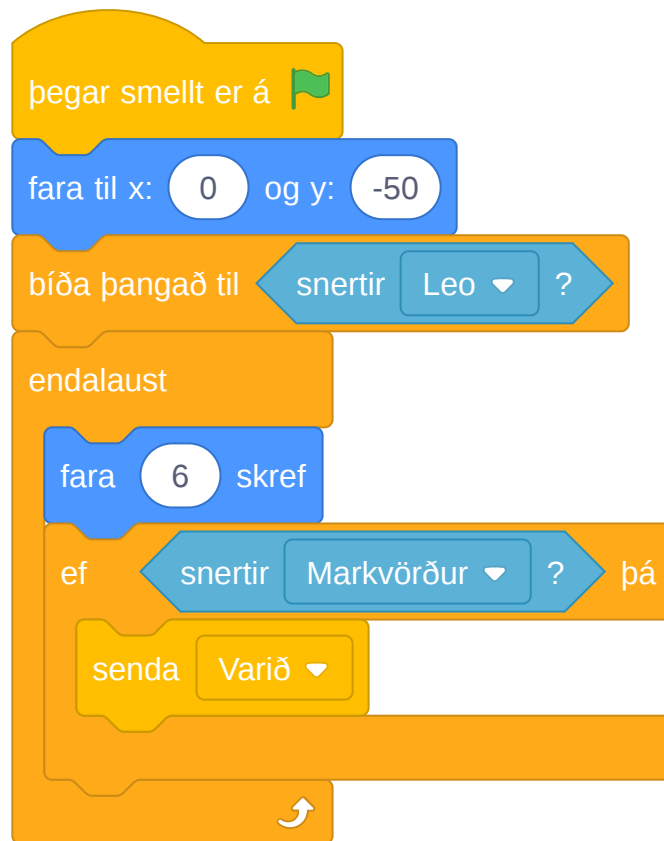 þegar smellt er á
fara til x: 0 og y: -50
bíða þangað til snertir Leo ?
endalaust
fara 6 skref
ef snertir Markvörður ? þá
senda Varið